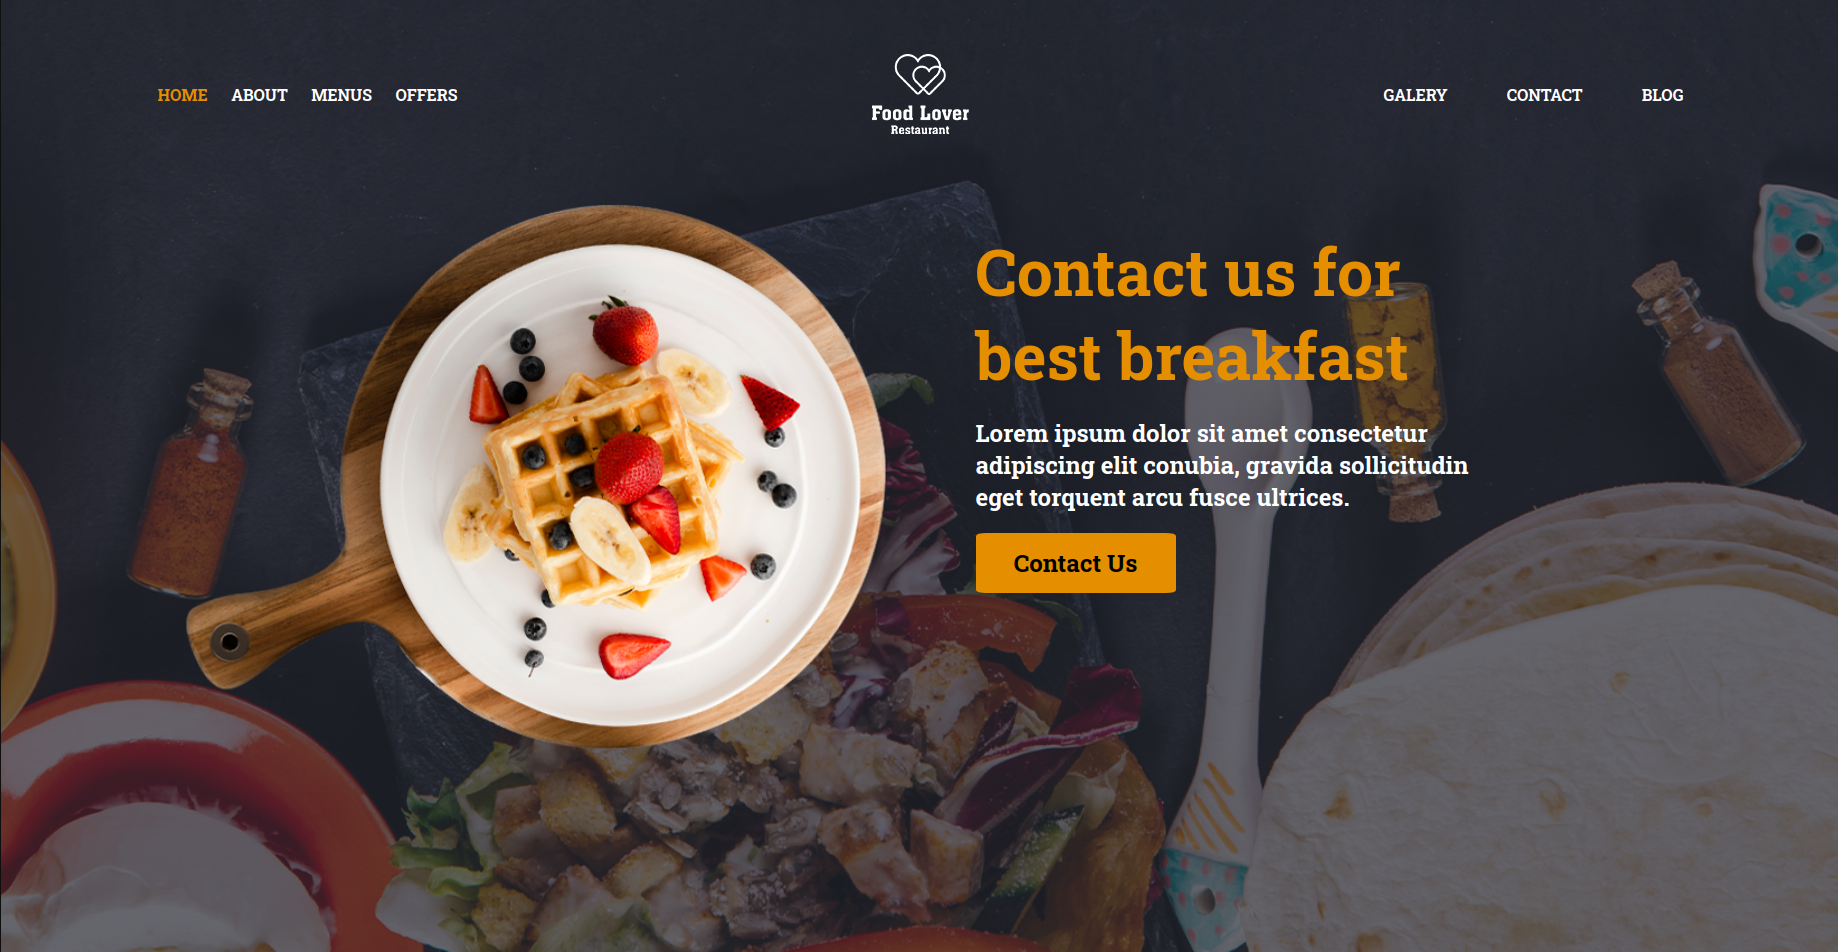 HOME ABOUT MENUS OFFERS
Food Lover
Restaurant
GALERY CONTACT BLOG
Contact us for
best breakfast
Lorem ipsum dolor sit amet consectetur
adipiscing elit conubia, gravida sollicitudin
eget torquent arcu fusce ultrices.
Contact Us